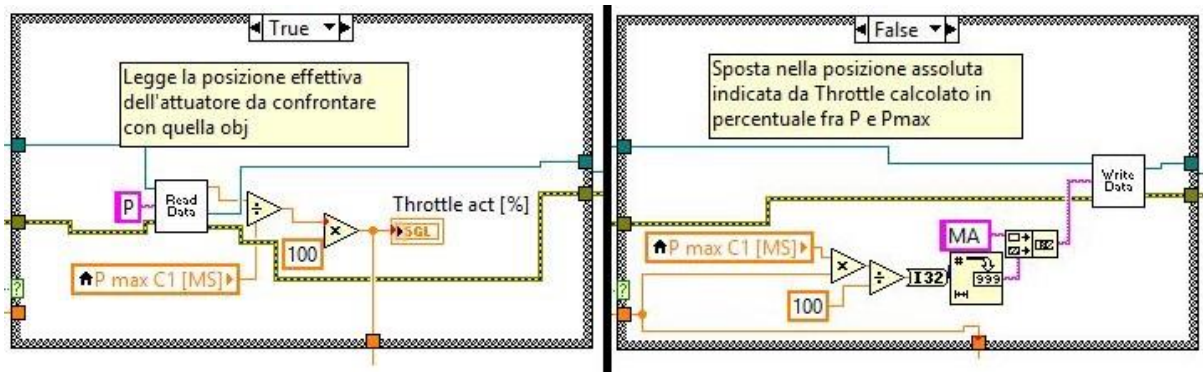 True
Legge la posizione effettiva
dell'attuatore da confrontare
con quella obj
P
Read
Data
÷
×
Throttle act [%]
SGL
100
P max C1 [MS]
?
False
Sposta nella posizione assoluta
indicata da Throttle calcolato in
percentuale fra P e Pmax
Write
Data
MA
P max C1 [MS]
×
÷
I32
#
999
100
?